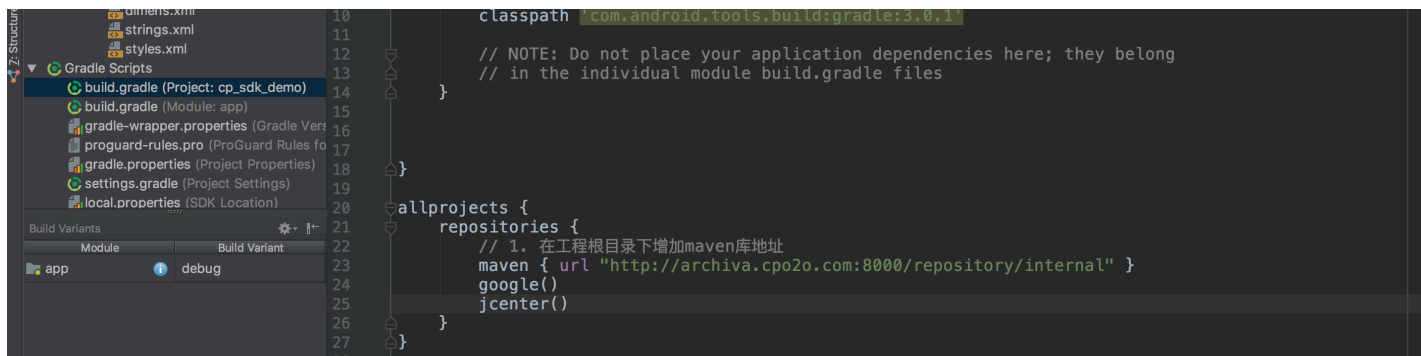 Z: Structure
dimens.xml
strings.xml
styles.xml
Gradle Scripts
build.gradle (Project: cp_sdk_demo)
build.gradle (Module: app)
gradle-wrapper.properties (Gradle Vers
proguard-rules.pro (ProGuard Rules fo
gradle.properties (Project Properties)
settings.gradle (Project Settings)
local.properties (SDK Location)
Build Variants
Module Build Variant
app debug
10 classpath 'com.android.tools.build:gradle:3.0.1'
11
12 // NOTE: Do not place your application dependencies here; they belong
13 // in the individual module build.gradle files
14 }
15
16
17
18 }
19
20 allprojects {
21 repositories {
22 // 1. 在工程根目录下增加maven库地址
23 maven { url "http://archiva.cpo2o.com:8000/repository/internal" }
24 google()
25 jcenter()
26 }
27 }